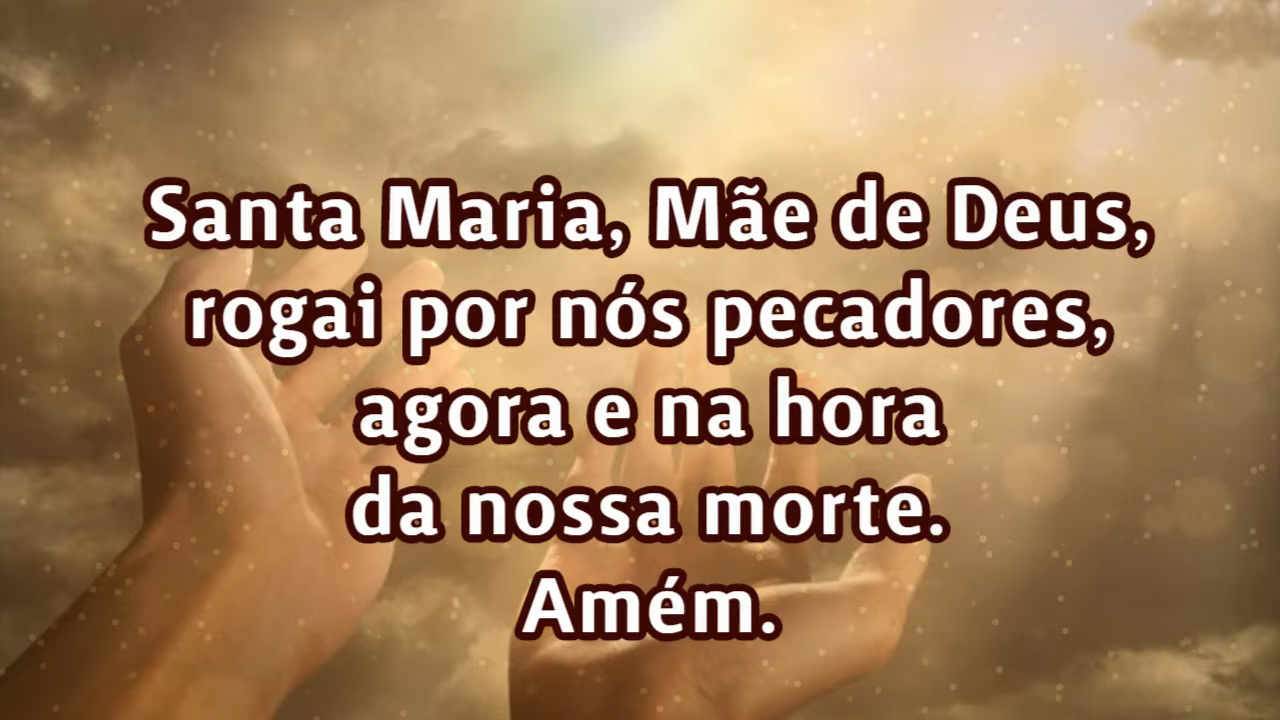 Santa Maria, Mãe de Deus,
rogai por nós pecadores,
agora e na hora
da nossa morte.
Amém.